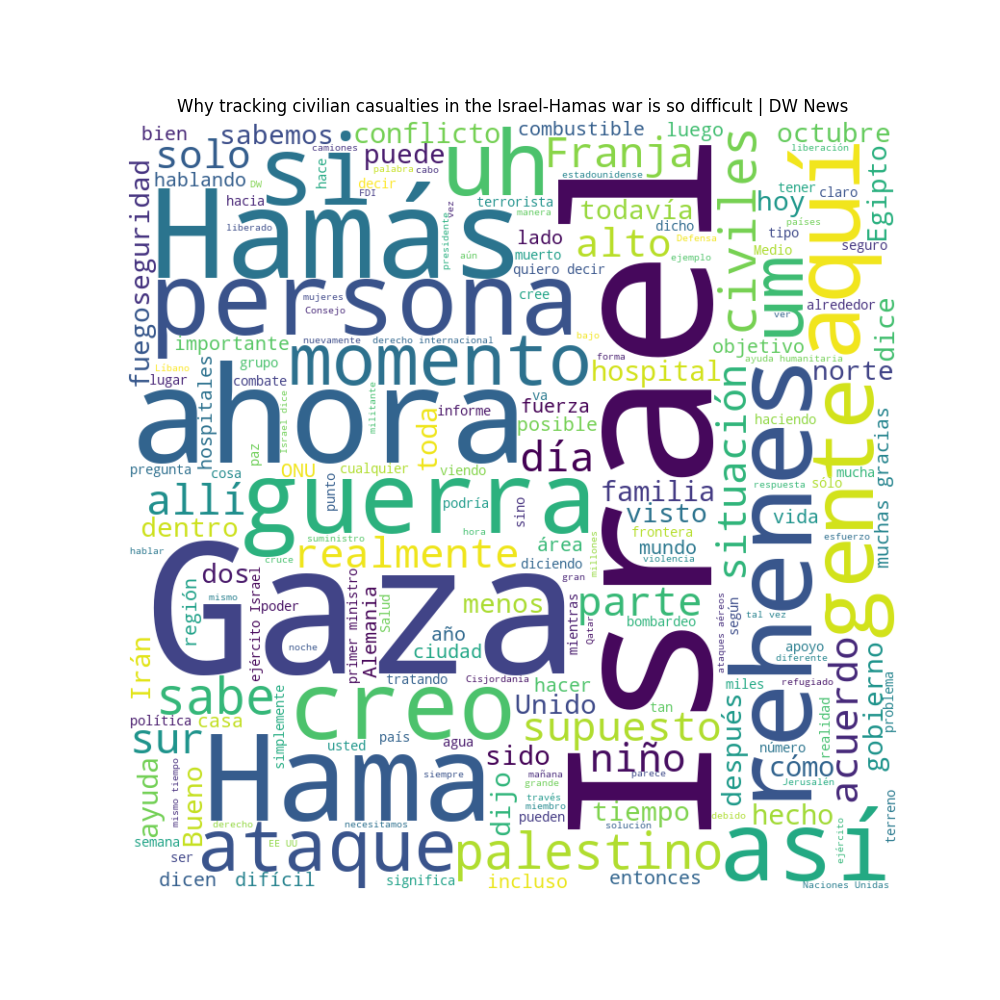 Why tracking civilian casualties in the Israel-Hamas war is so difficult | DW News
bien
sabemos
conflicto
combustible
luego
octubre
solo
si
camiones
puede
uh
Franja
estadounidense
civiles
liberación
hablando
hace
palabra
cabo
decir
FDI
DW
hacia
vez
terrorista
manera
todavía
hoy
tener
claro
países
aquí
Egipto
fuego
seguridad
Hamás
liberado
presidente
aún
lado
muerto
quiero decir
dicho
alto
Defensa
ejemplo
um
tipo
Medio
seguro
persona
mujeres
Consejo
cree
Israel
ver
alrededor
dice
importante
nuevamente
derecho internacional
bajo
objetivo
ayuda humanitaria
Líbano
grupo
momento
forma
hospital
norte
lugar
hospitales
combate
ahora
militante
va
informe
fuerza
posible
situación
rehenes
haciendo
gente
mucha
muchas gracias
Israel dice
paz
toda
pregunta
cosa
ONU
cualquier
viendo
día
respuesta
sólo
allí
guerra
punto
podría
sino
familia
visto
vida
dentro
suministro
hora
área
frontera
mundo
esfuerzo
hablar
cruce
realmente
diciendo
millones
violencia
Gaza
dos
gran
región
mismo
ejército Israel
poder
primer ministro
Alemania
Salud
menos
mientras
Qatar
parte
bombardeo
ataques aéreos
según
tal vez
noche
año
ciudad
apoyo
diferente
Irán
sabe
tratando
Cisjordania
hacer
miles
refugiado
acuerdo
gobierno
problema
creo
Unido
tan
después
política
casa
simplemente
supuesto
número
realidad
sur
usted
país
agua
sido
niño
cómo
Jerusalén
ayuda
mismo tiempo
Bueno
Hama
siempre
mañana
grande
parece
dijo
través
miembro
pueden
tiempo
debido
hecho
terreno
semana
derecho
necesitamos
solución
ejército
ser
EE UU
ataque
palestino
así
dicen
difícil
significa
incluso
entonces
Naciones Unidas